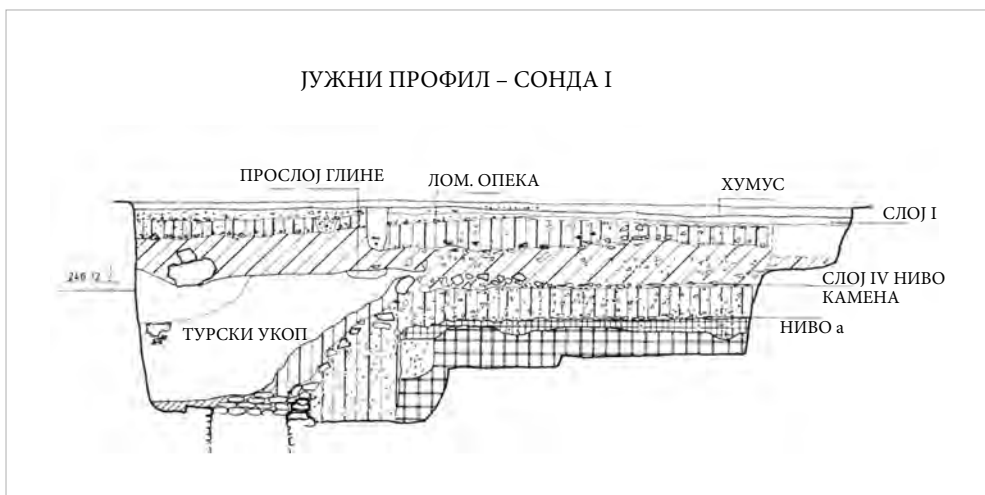 ЈУЖНИ ПРОФИЛ – СОНДА I
ПРОСЛОЈ ГЛИНЕ
ЛОМ. ОПЕКА
ХУМУС
СЛОЈ I
СЛОЈ IV НИВО
КАМЕНА
ТУРСКИ УКОП
НИВО а